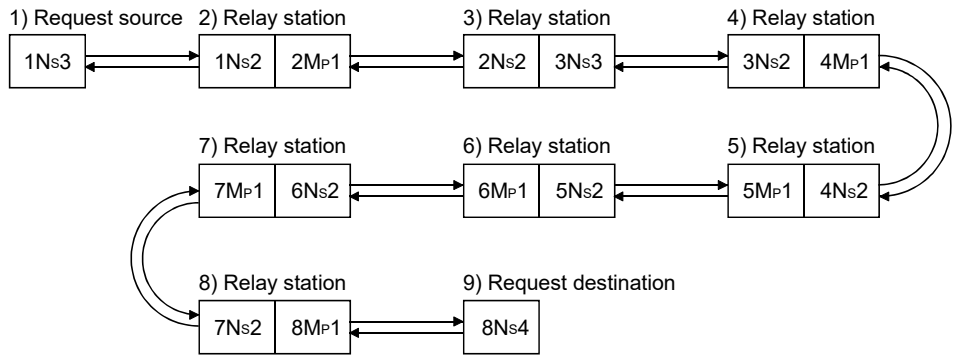 1) Request source 2) Relay station 3) Relay station 4) Relay station
1Ns3 1Ns2 2MP1 2Ns2 3Ns3 3Ns2 4MP1
7) Relay station 6) Relay station 5) Relay station
7MP1 6Ns2 6MP1 5Ns2 5MP1 4Ns2
8) Relay station 9) Request destination
7Ns2 8MP1 8Ns4